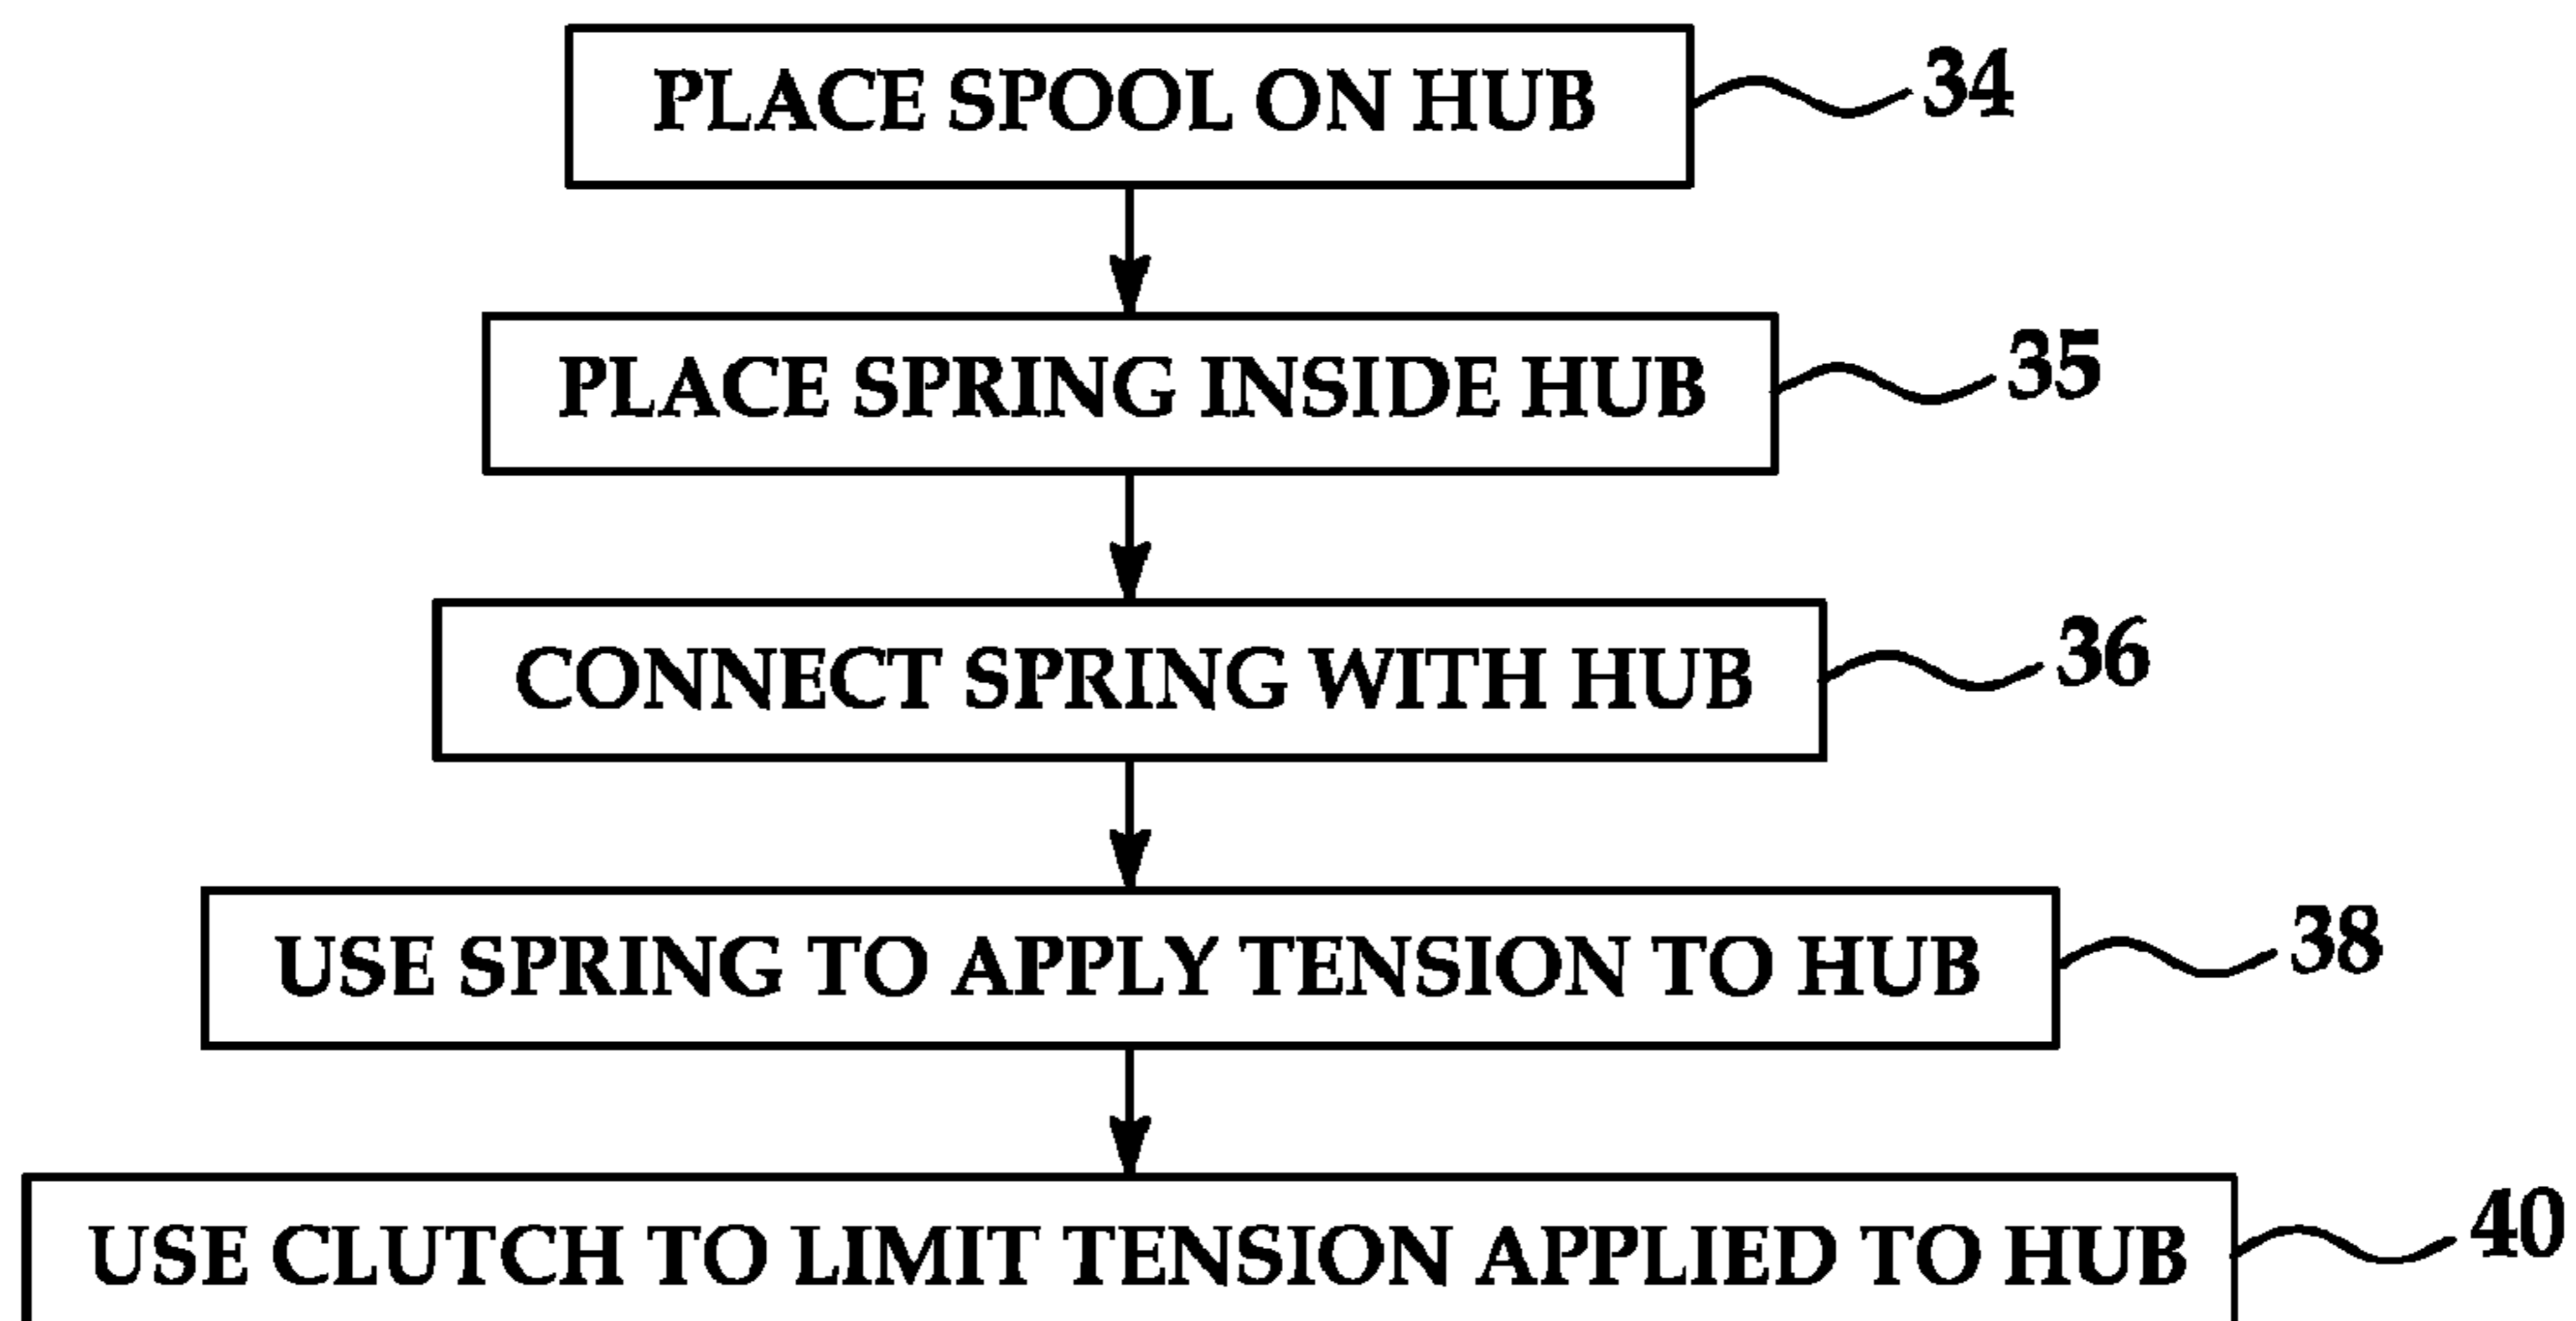 PLACE SPOOL ON HUB 34
PLACE SPRING INSIDE HUB 35
CONNECT SPRING WITH HUB 36
USE SPRING TO APPLY TENSION TO HUB 38
USE CLUTCH TO LIMIT TENSION APPLIED TO HUB 40